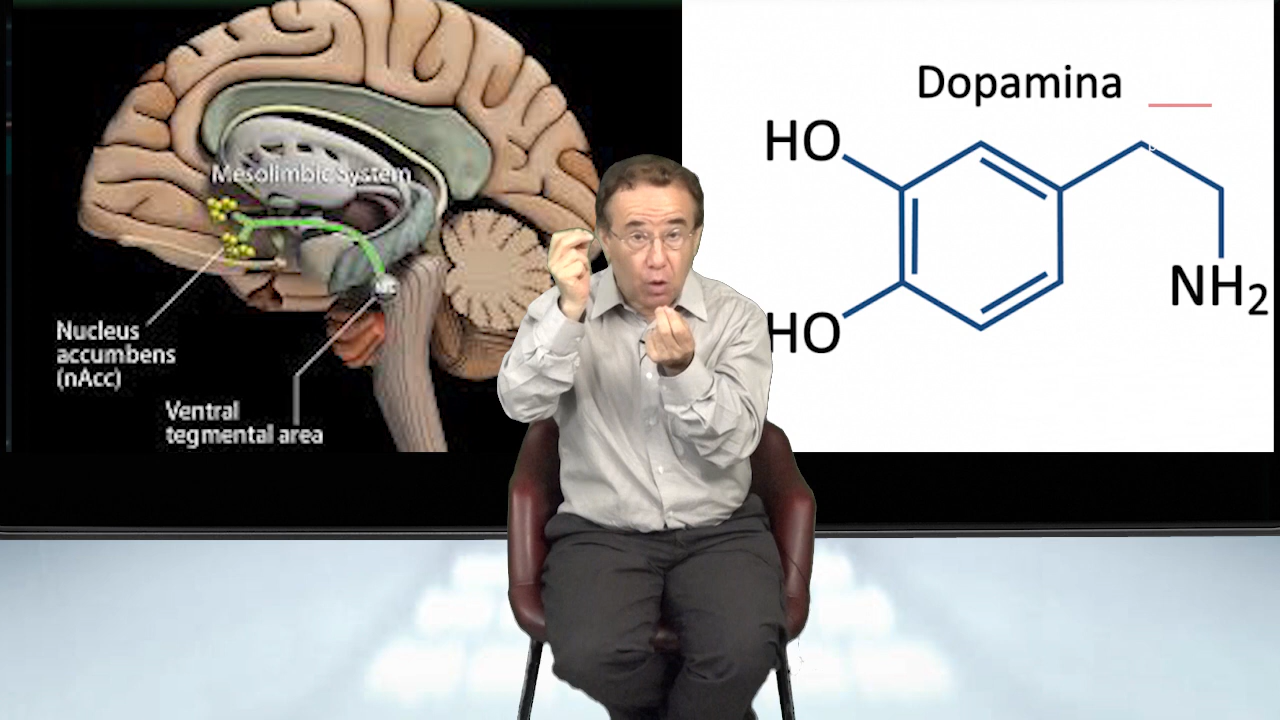 Mesolimbic System
Nucleus
accumbens
(nAcc)
Ventral
tegmental area
Dopamina
HO
HO
NH2